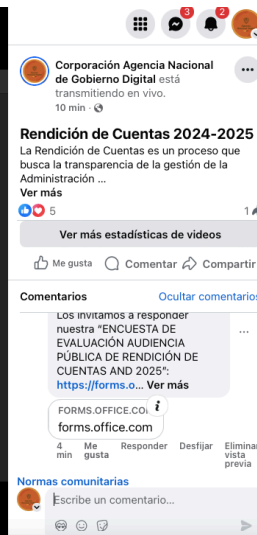 3
2
Corporación Agencia Nacional
de Gobierno Digital está
transmitiendo en vivo.
10 min ·
Rendición de Cuentas 2024-2025
La Rendición de Cuentas es un proceso que
busca la transparencia de la gestión de la
Administración ...
Ver más
5
1
Ver más estadísticas de videos
Me gusta
Comentar
Compartir
Comentarios
Ocultar comentarios
Los invitamos a responder
nuestra "ENCUESTA DE
EVALUACIÓN AUDIENCIA
PÚBLICA DE RENDICIÓN DE
CUENTAS AND 2025":
https://forms.o... Ver más
FORMS.OFFICE.CO
forms.office.com
4 min
Me gusta
Responder
Desfijar
Eliminar vista previa
Normas comunitarias
Escribe un comentario...